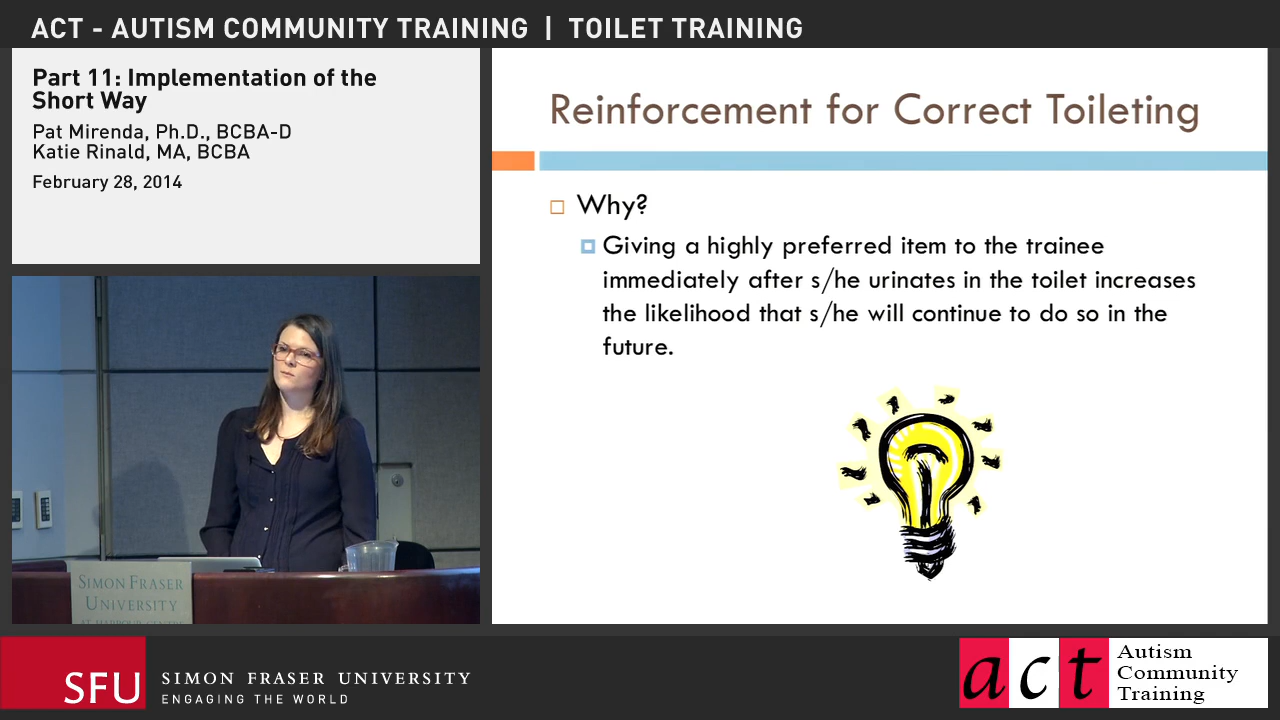 ACT - AUTISM COMMUNITY TRAINING | TOILET TRAINING
Part 11: Implementation of the
Short Way
Pat Mirenda, Ph.D., BCBA-D
Katie Rinald, MA, BCBA
February 28, 2014
Reinforcement for Correct Toileting
Why?
Giving a highly preferred item to the trainee
immediately after s/he urinates in the toilet increases
the likelihood that s/he will continue to do so in the
future.
SIMON FRASER
UNIVERSITY
AT HARBOUR CENTRE
SFU
SIMON FRASER UNIVERSITY
ENGAGING THE WORLD
act
Autism
Community
Training